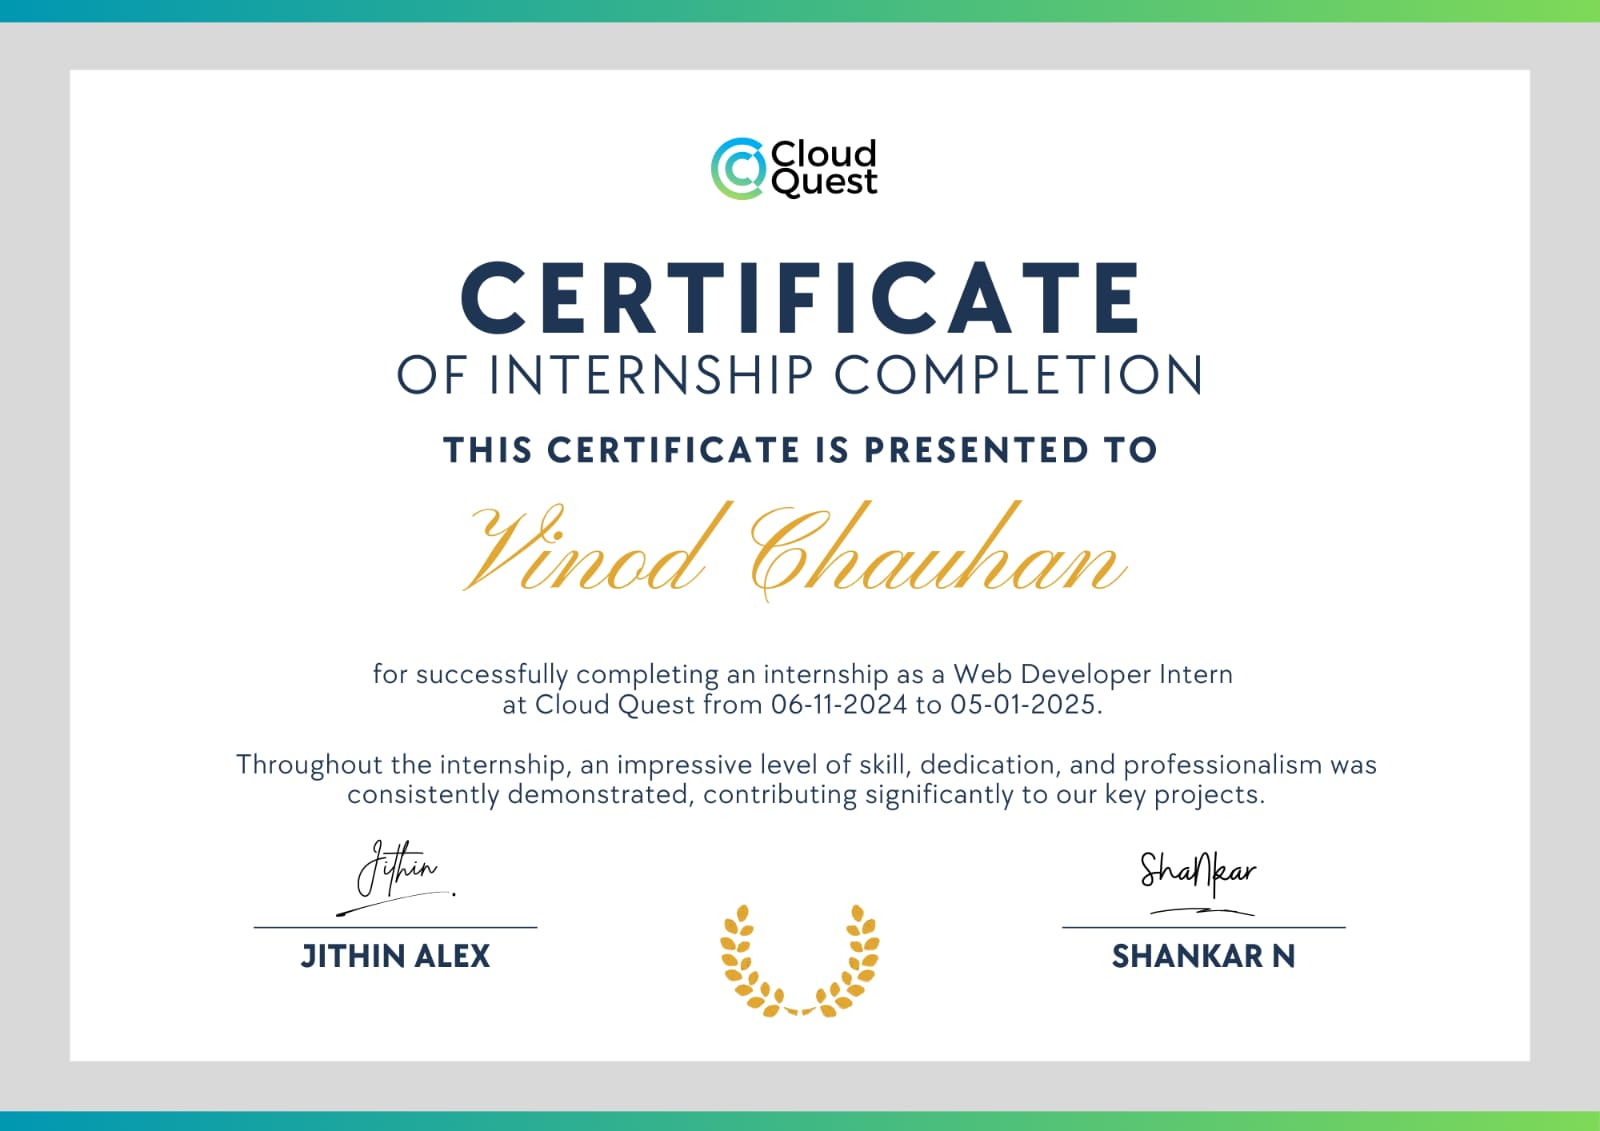 Cloud
Quest
CERTIFICATE
OF INTERNSHIP COMPLETION
THIS CERTIFICATE IS PRESENTED TO
Vinod Chauhan
for successfully completing an internship as a Web Developer Intern
at Cloud Quest from 06-11-2024 to 05-01-2025.
Throughout the internship, an impressive level of skill, dedication, and professionalism was
consistently demonstrated, contributing significantly to our key projects.
Jithin
ShaNkar
JITHIN ALEX
SHANKAR N